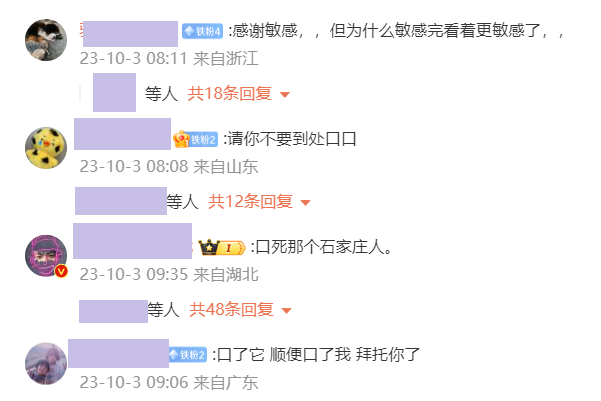 铁粉4 :感谢敏感，，但为什么敏感完看着更敏感了，，
23-10-3 08:11 来自浙江
等人 共18条回复
铁粉2 :请你不要到处口口
23-10-3 08:08 来自山东
等人 共12条回复
1 :口死那个石家庄人。
23-10-3 09:35 来自湖北
等人 共48条回复
铁粉2 :口了它 顺便口了我 拜托你了
23-10-3 09:06 来自广东